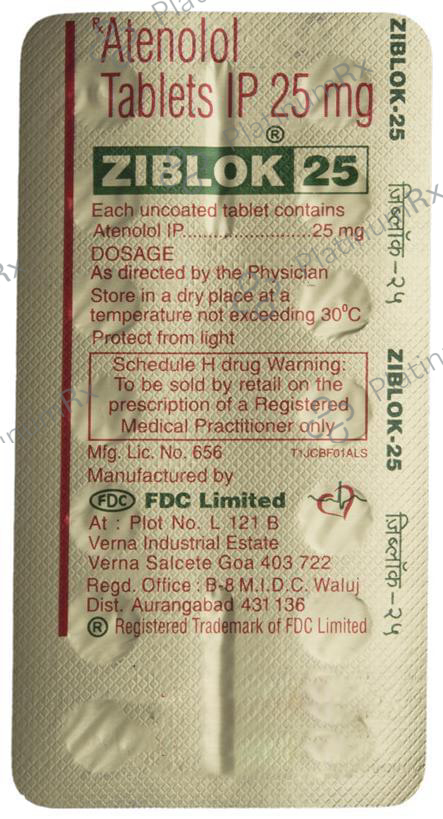 Rx Atenolol
Tablets IP 25 mg
ZIBLOK® 25
Each uncoated tablet contains
Atenolol IP........................25 mg
DOSAGE
As directed by the Physician
Store in a dry place at a
temperature not exceeding 30⁰C
Protect from light
Schedule H drug Warning:
To be sold by retail on the
prescription of a Registered
Medical Practitioner only
Mfg. Lic. No. 656
T1JCBF01ALS
Manufactured by
FDC FDC Limited
At : Plot No. L 121 B
Verna Industrial Estate
Verna Salcete Goa 403 722
Regd. Office : B-8 M.I.D.C. Waluj
Dist. Aurangabad 431 136
® Registered Trademark of FDC Limited
ZIBLOK-25
जिब्लॉक-२५
ZIBLOK-25
जिब्लॉक-२५
PlatinumRx